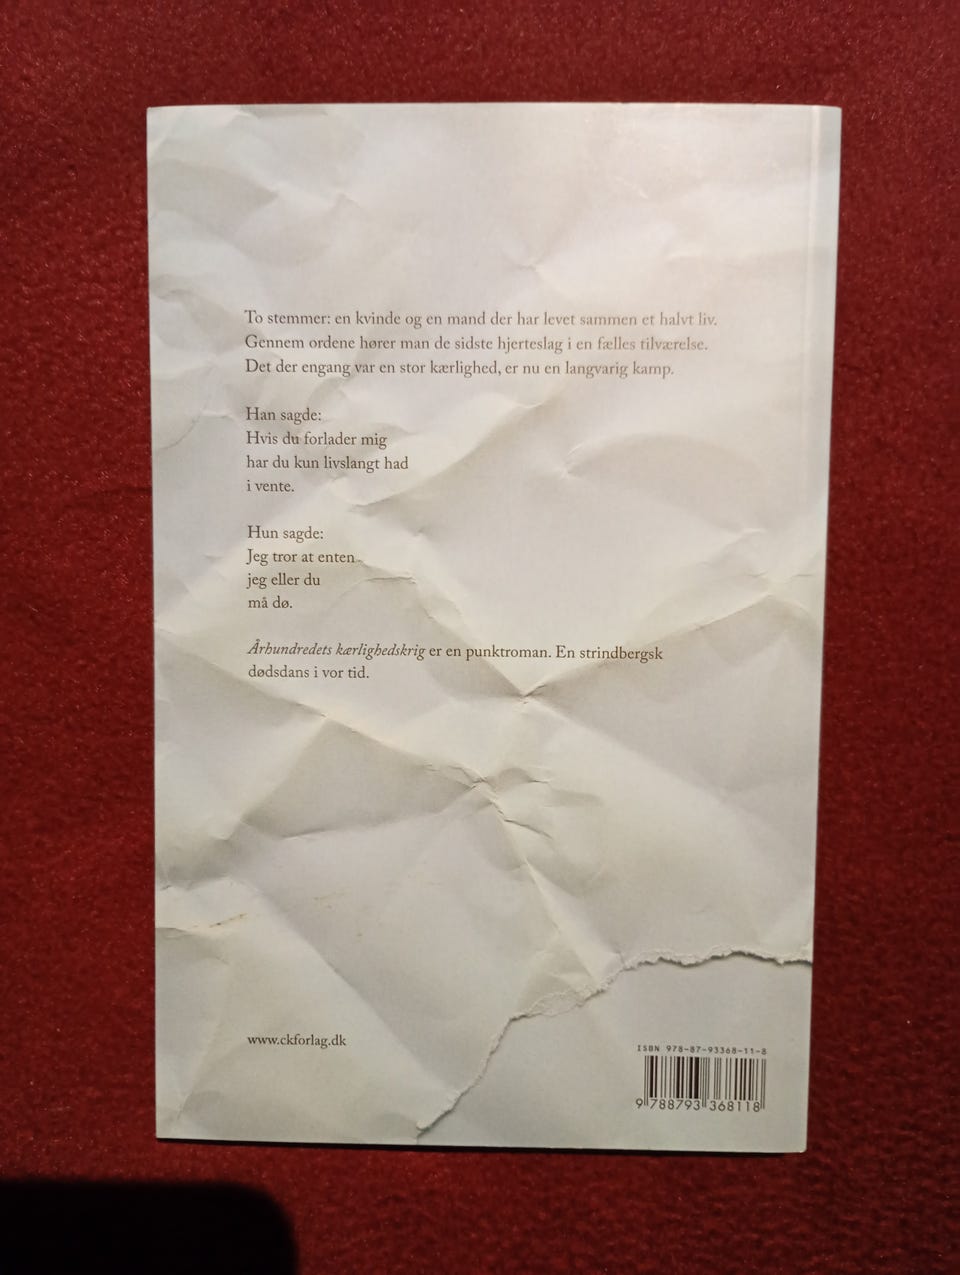 To stemmer: en kvinde og en mand der har levet sammen et halvt liv.
Gennem ordene hører man de sidste hjerteslag i en fælles tilværelse.
Det der engang var en stor kærlighed, er nu en langvarig kamp.
Han sagde:
Hvis du forlader mig
har du kun livslangt had
i vente.
Hun sagde:
Jeg tror at enten
jeg eller du
må dø.
Århundredets kærlighedskrig er en punktroman. En strindbergsk
dødsdans i vor tid.
www.ckforlag.dk
ISBN 978-87-93368-11-8
9 788793 368118